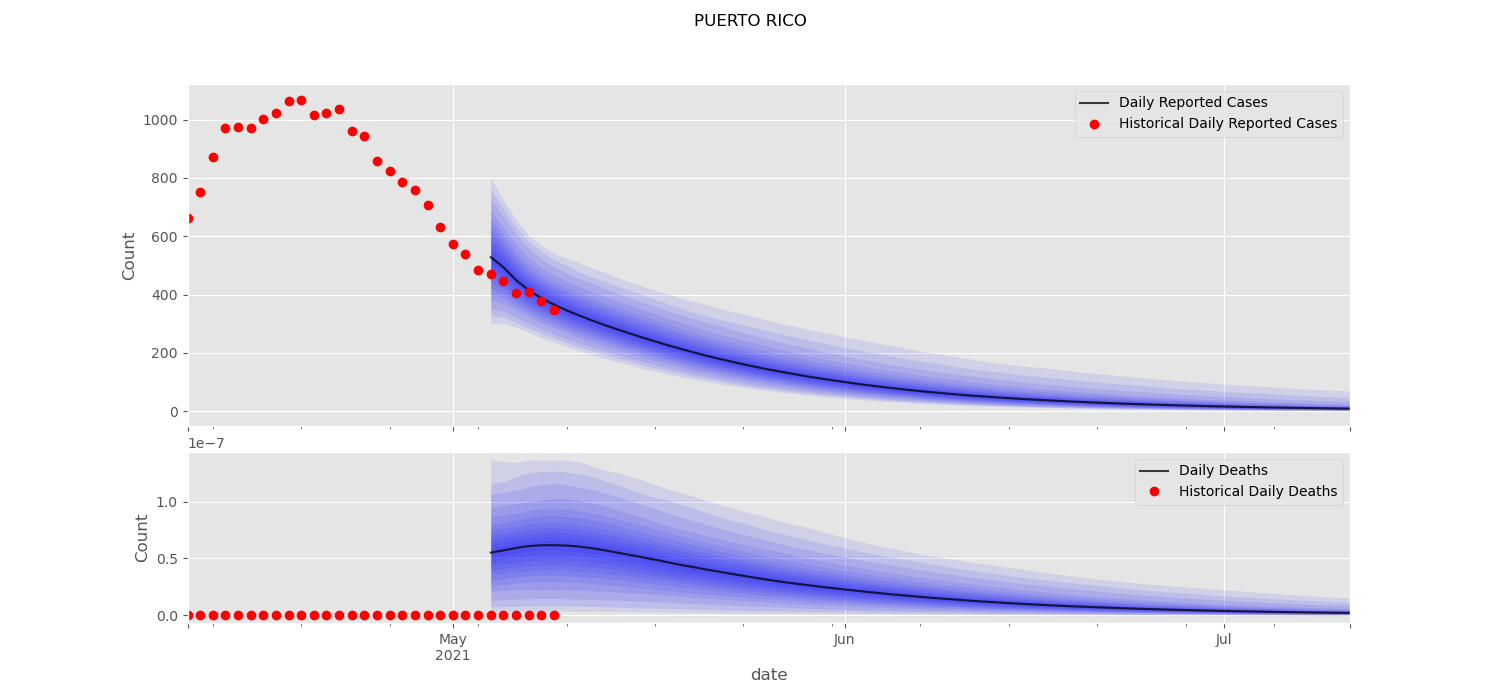 PUERTO RICO
Daily Reported Cases
Historical Daily Reported Cases
1000
800
600
400
200
0
Count
1e−7
Daily Deaths
Historical Daily Deaths
1.0
0.5
0.0
Count
May
2021
Jun
Jul
date